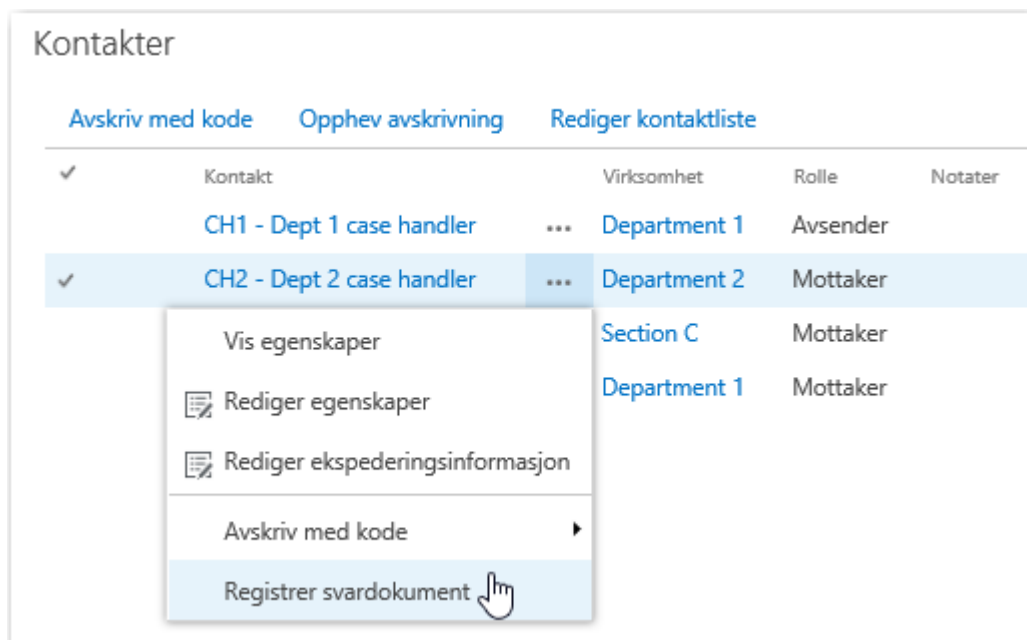 Kontakter
Avskriv med kode Opphev avskrivning Rediger kontaktliste
Kontakt Virksomhet Rolle Notater
CH1 - Dept 1 case handler ... Department 1 Avsender
CH2 - Dept 2 case handler ... Department 2 Mottaker
Vis egenskaper Section C Mottaker
Rediger egenskaper Department 1 Mottaker
Rediger ekspederingsinformasjon
Avskriv med kode
Registrer svardokument